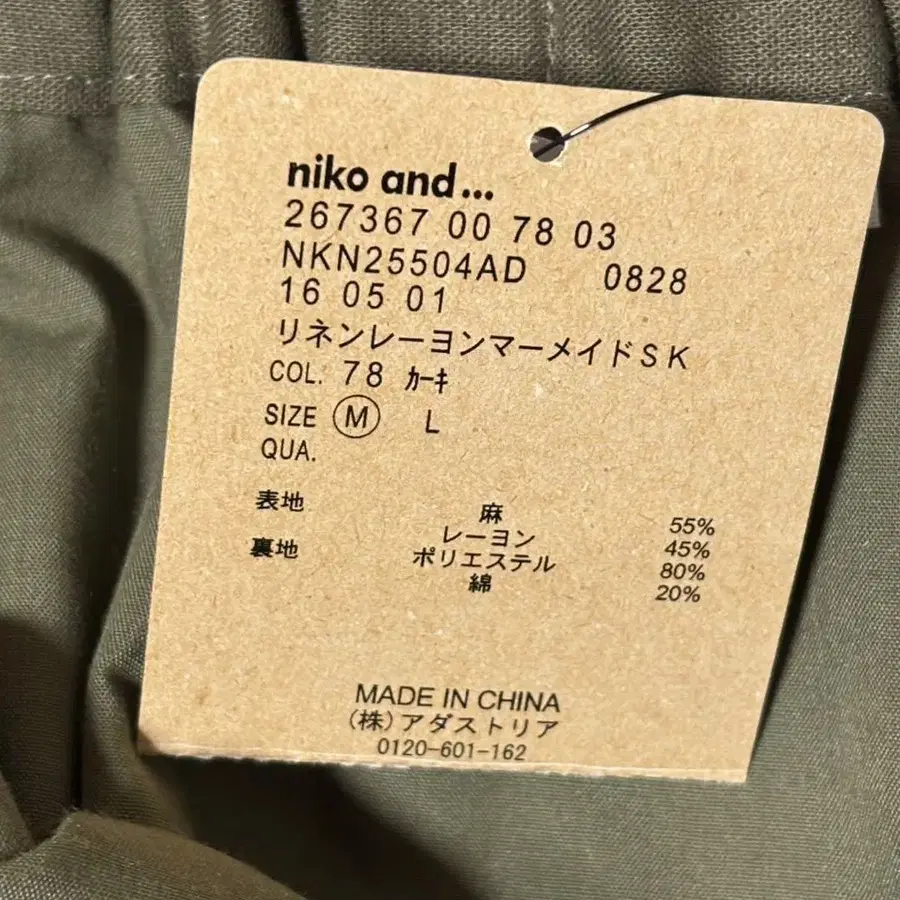 niko and...
267367 00 78 03
NKN25504AD 0828
16 05 01
リネンレーヨンマーメイドSK
COL. 78 ｶｰｷ
SIZE M L
QUA.
表地 麻 55%
レーヨン 45%
裏地 ポリエステル 80%
綿 20%
MADE IN CHINA
(株)アダストリア
0120-601-162